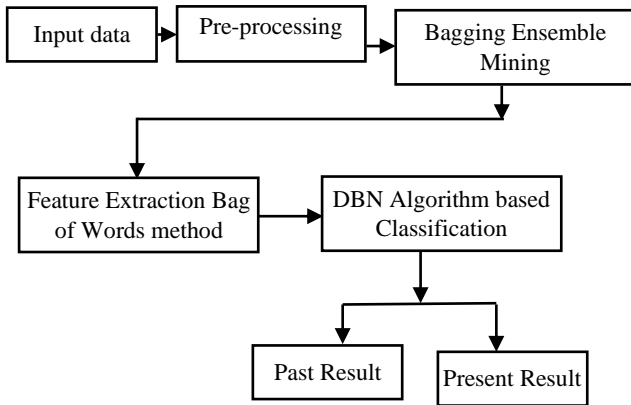 Input data
Pre-processing
Bagging Ensemble
Mining
Feature Extraction Bag
of Words method
DBN Algorithm based
Classification
Past Result
Present Result